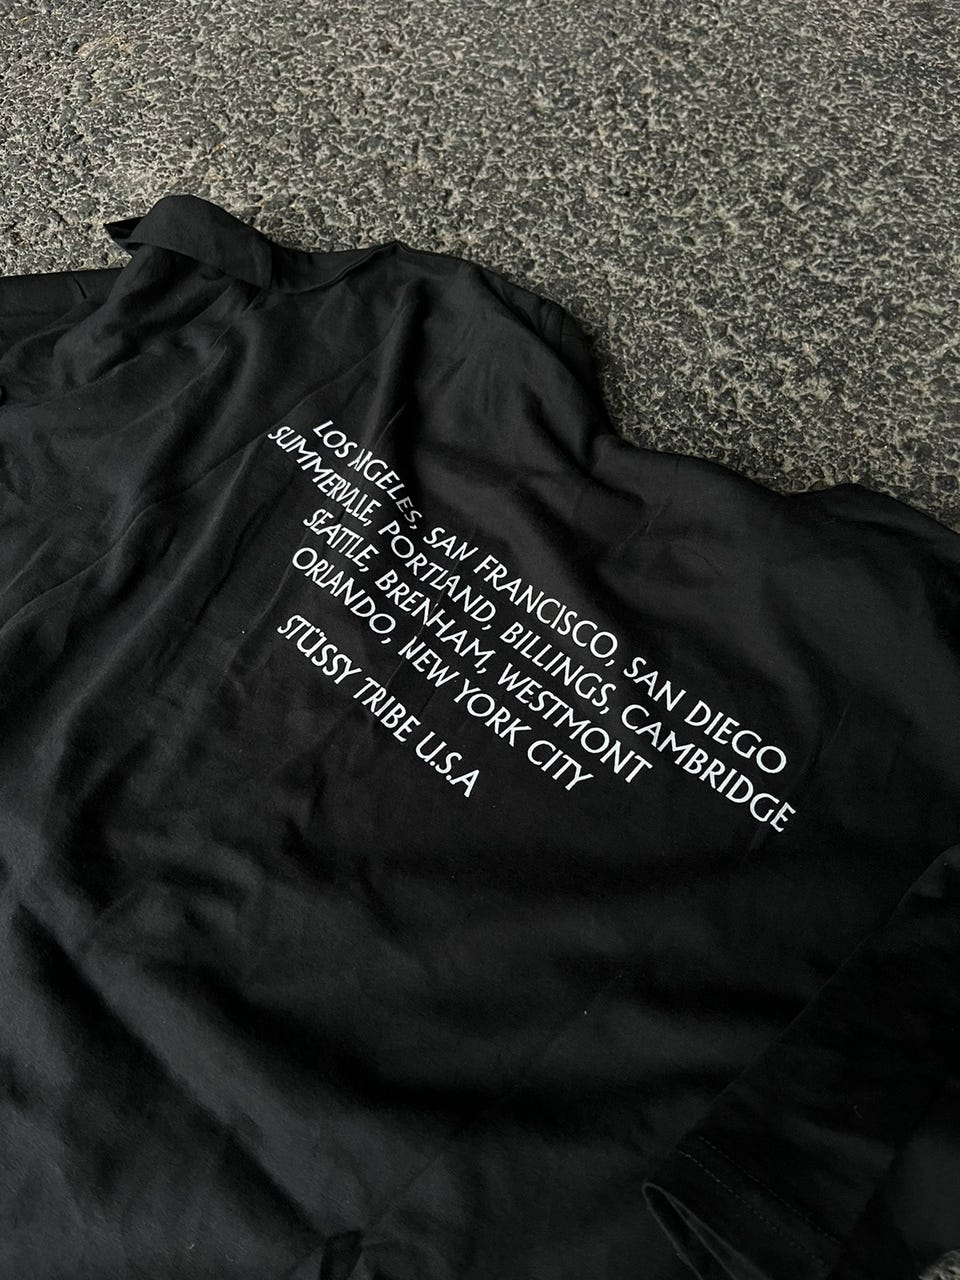 LOS ANGELES, SAN FRANCISCO, SAN DIEGO
SUMMERVILLE, PORTLAND, BILLINGS, CAMBRIDGE
SEATTLE, BRENHAM, WESTMONT
ORLANDO, NEW YORK CITY
STÜSSY TRIBE U.S.A